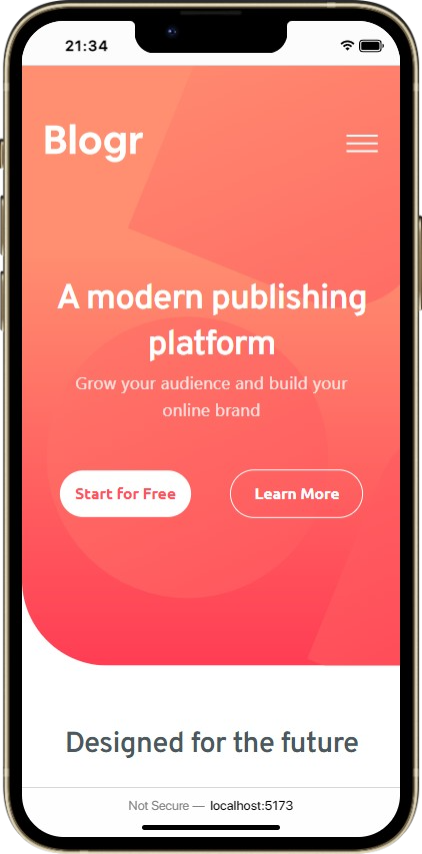 21:34
Blogr
A modern publishing
platform
Grow your audience and build your
online brand
Start for Free
Learn More
Designed for the future
Not Secure — localhost:5173